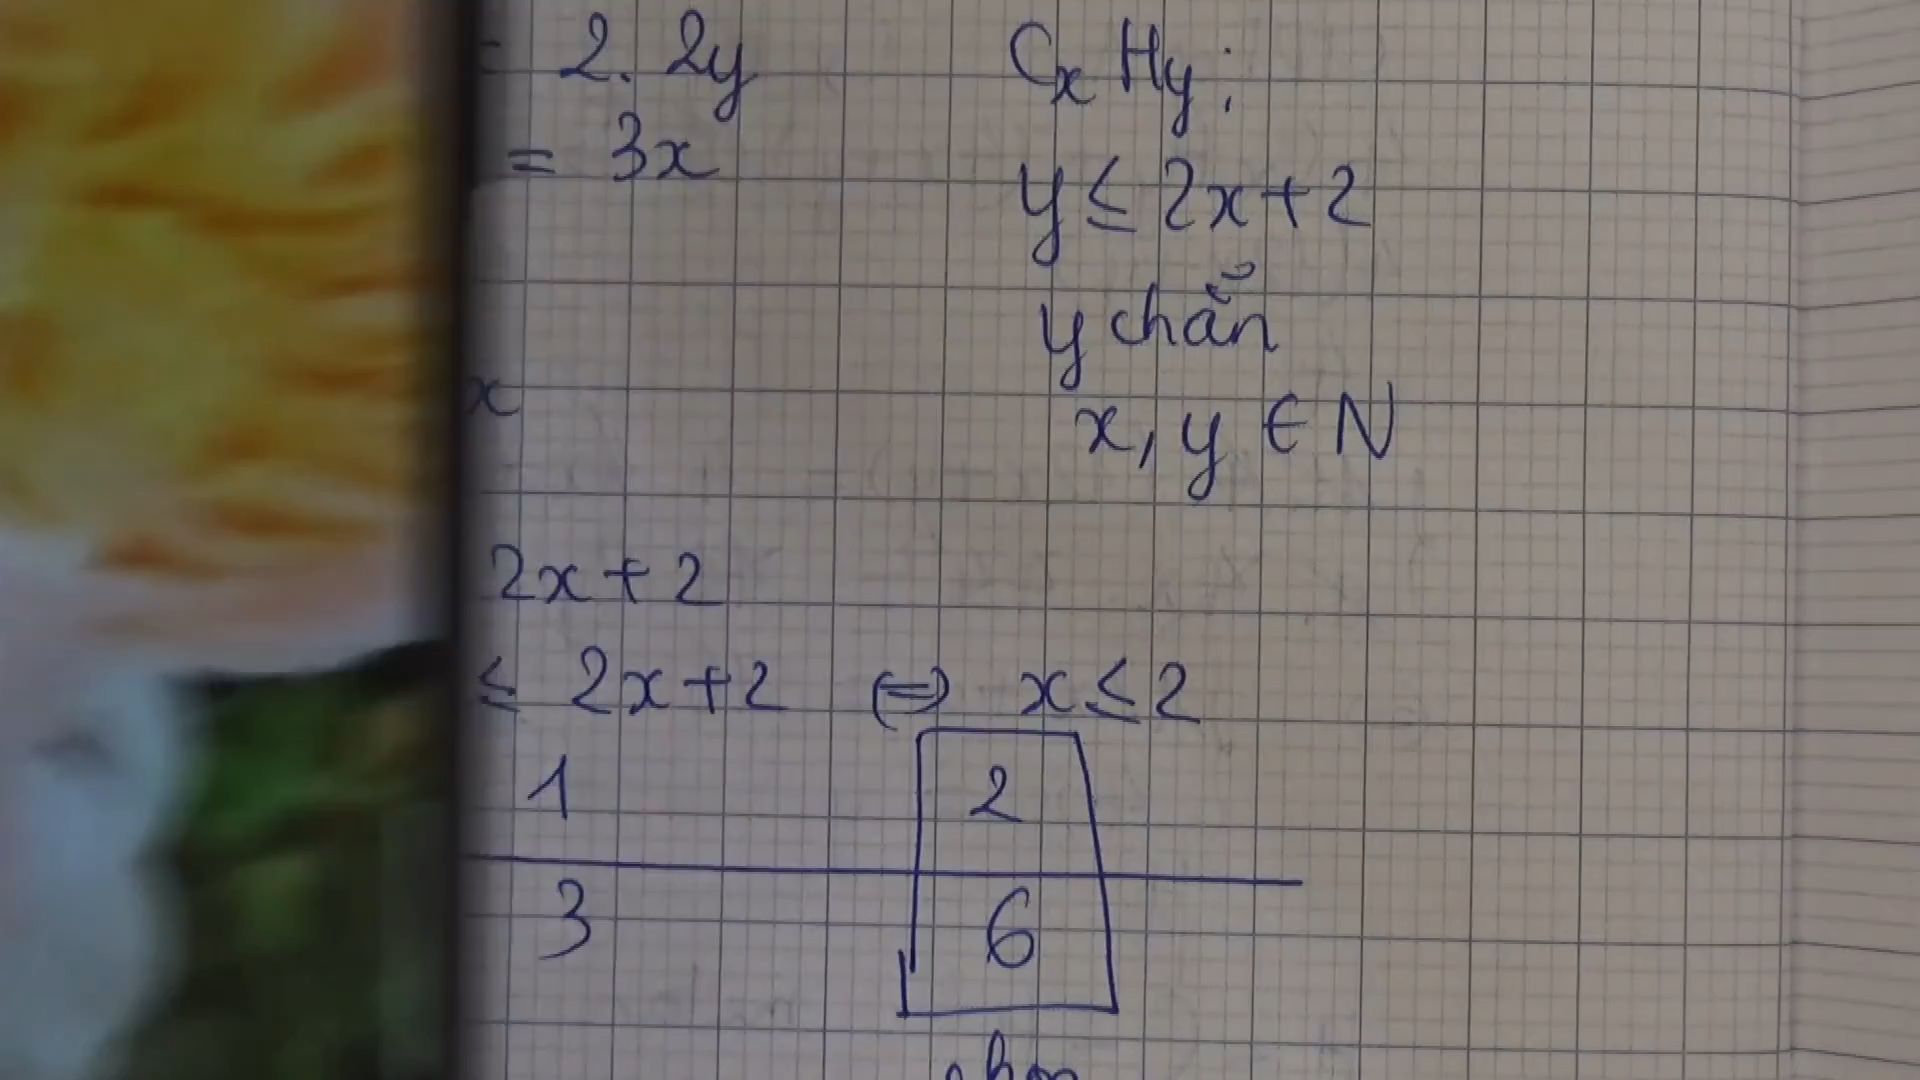 2. 2y
= 3x
x
2x + 2
≤ 2x + 2 ⇔ x ≤ 2
1 2
3 6
CxHy:
y ≤ 2x + 2
y chẵn
x, y ∈ N